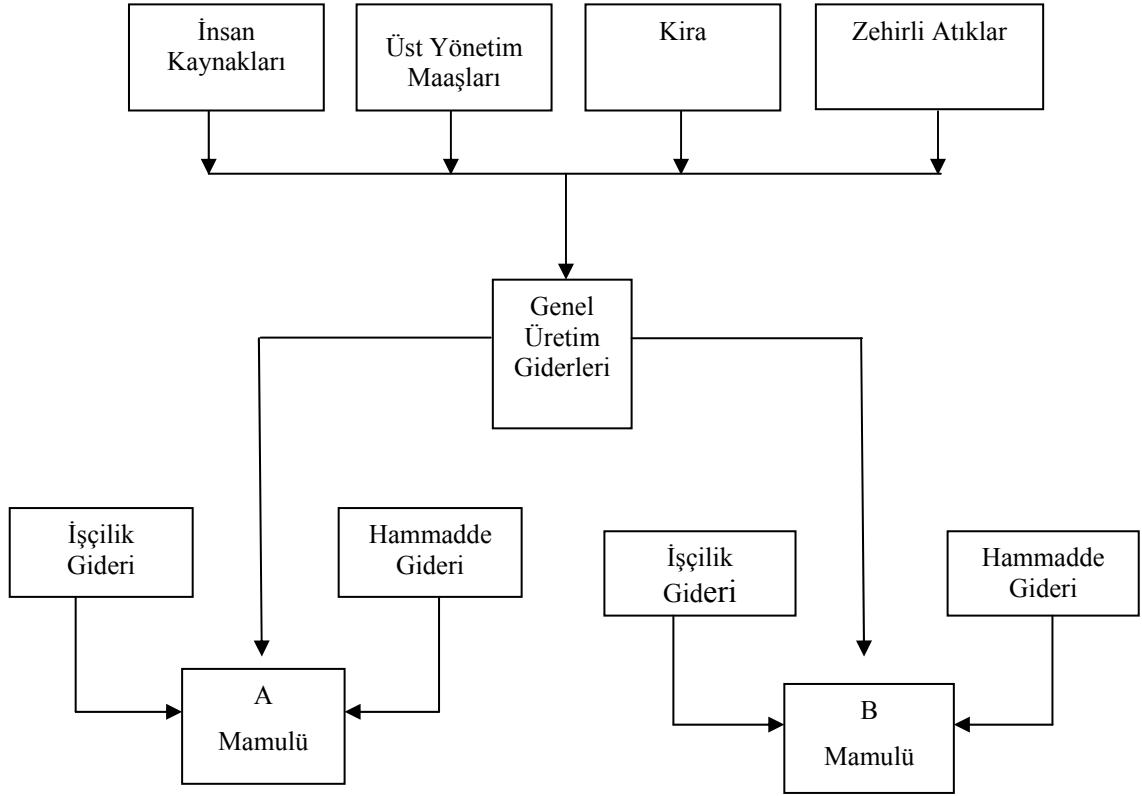 İnsan
Kaynakları
Üst Yönetim
Maaşları
Kira
Zehirli Atıklar
Genel
Üretim
Giderleri
İşçilik
Gideri
Hammadde
Gideri
İşçilik
Gideri
Hammadde
Gideri
A
Mamulü
B
Mamulü